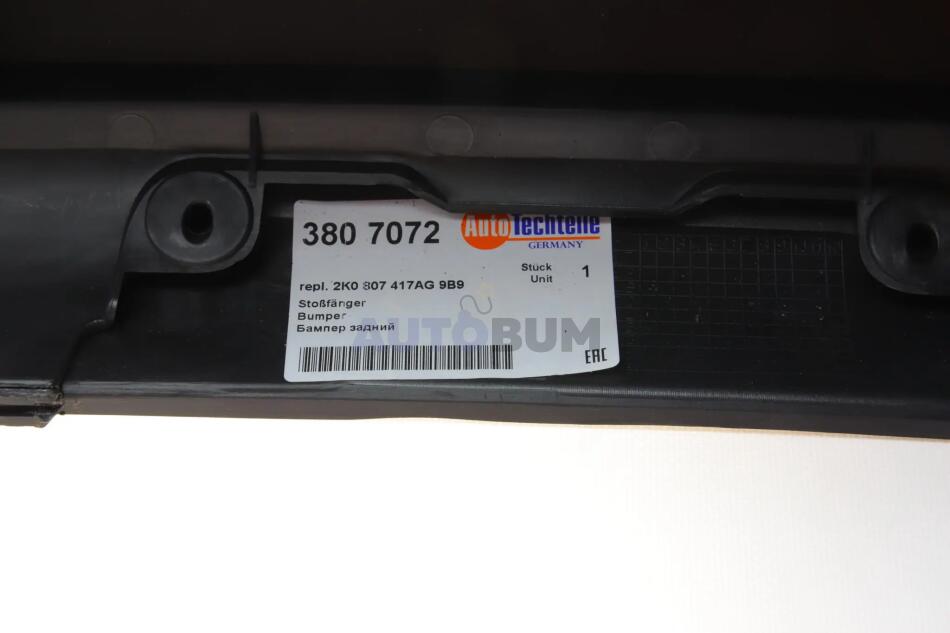 380 7072
AutoTechteile
GERMANY
Stück
Unit 1
repl. 2K0 807 417AG 9B9
Stoßfänger
Bumper
Бампер задний
AUTOBUM
EAC